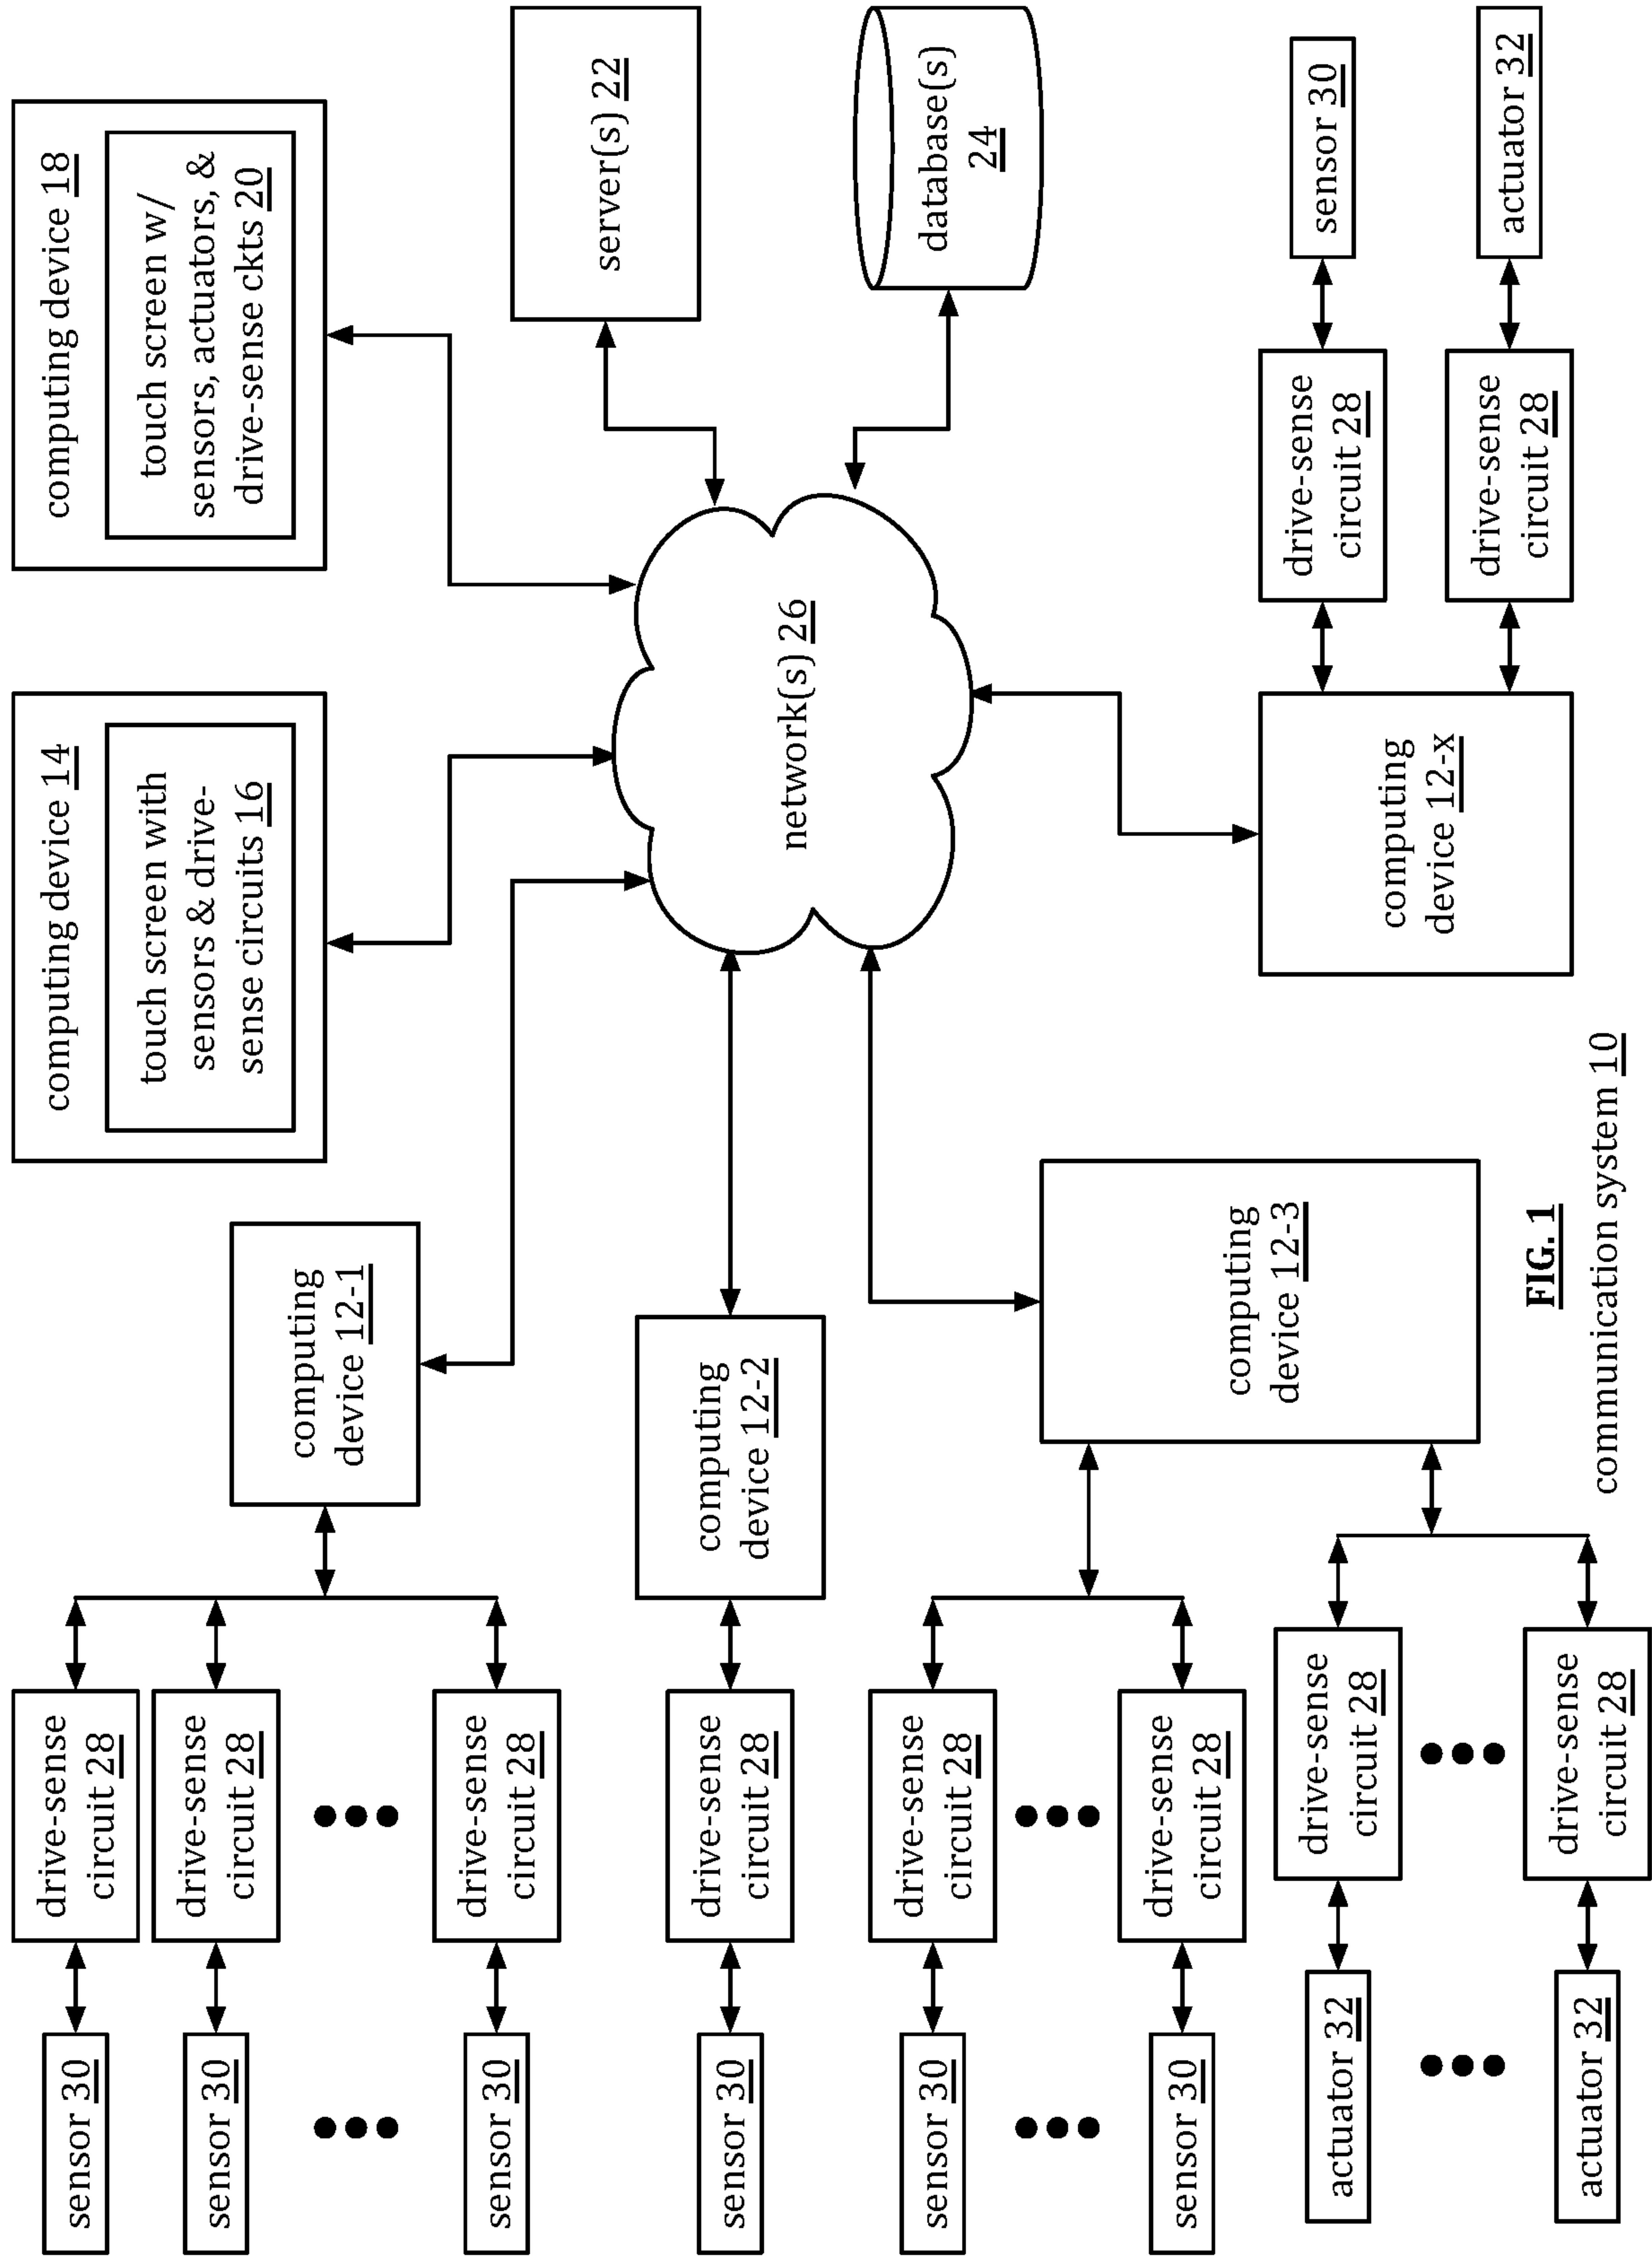 sensor 30
drive-sense
circuit 28
sensor 30
drive-sense
circuit 28
sensor 30
drive-sense
circuit 28
computing
device 12-1
computing device 14
touch screen with
sensors & drive-
sense circuits 16
computing device 18
touch screen w/
sensors, actuators, &
drive-sense ckts 20
sensor 30
drive-sense
circuit 28
computing
device 12-2
network(s) 26
server(s) 22
database(s)
24
sensor 30
drive-sense
circuit 28
sensor 30
drive-sense
circuit 28
computing
device 12-3
actuator 32
drive-sense
circuit 28
actuator 32
drive-sense
circuit 28
computing
device 12-x
drive-sense
circuit 28
sensor 30
drive-sense
circuit 28
actuator 32
FIG. 1
communication system 10